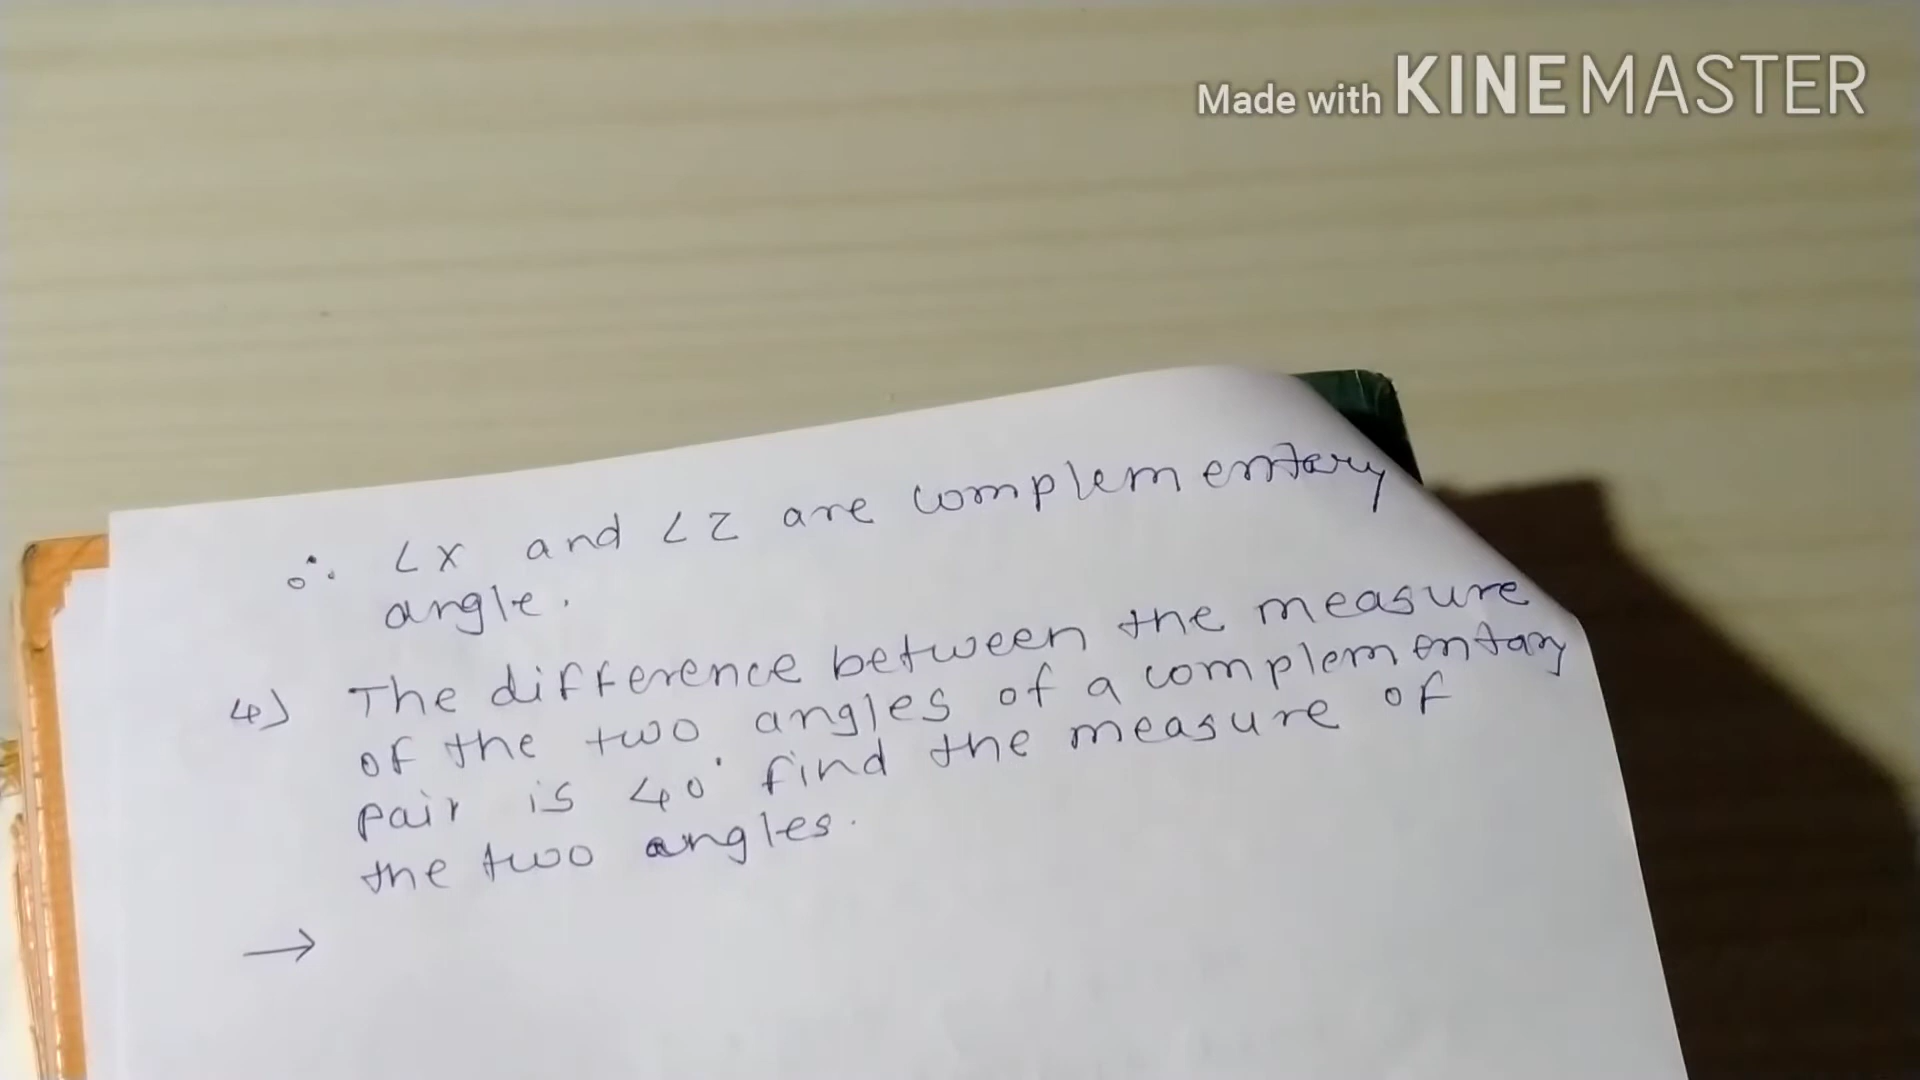 Made with KINEMASTER
∴ ∠X and ∠Z are complementary
angle.
4) The difference between the measure
of the two angles of a complementary
pair is 40° find the measure of
the two angles.
→